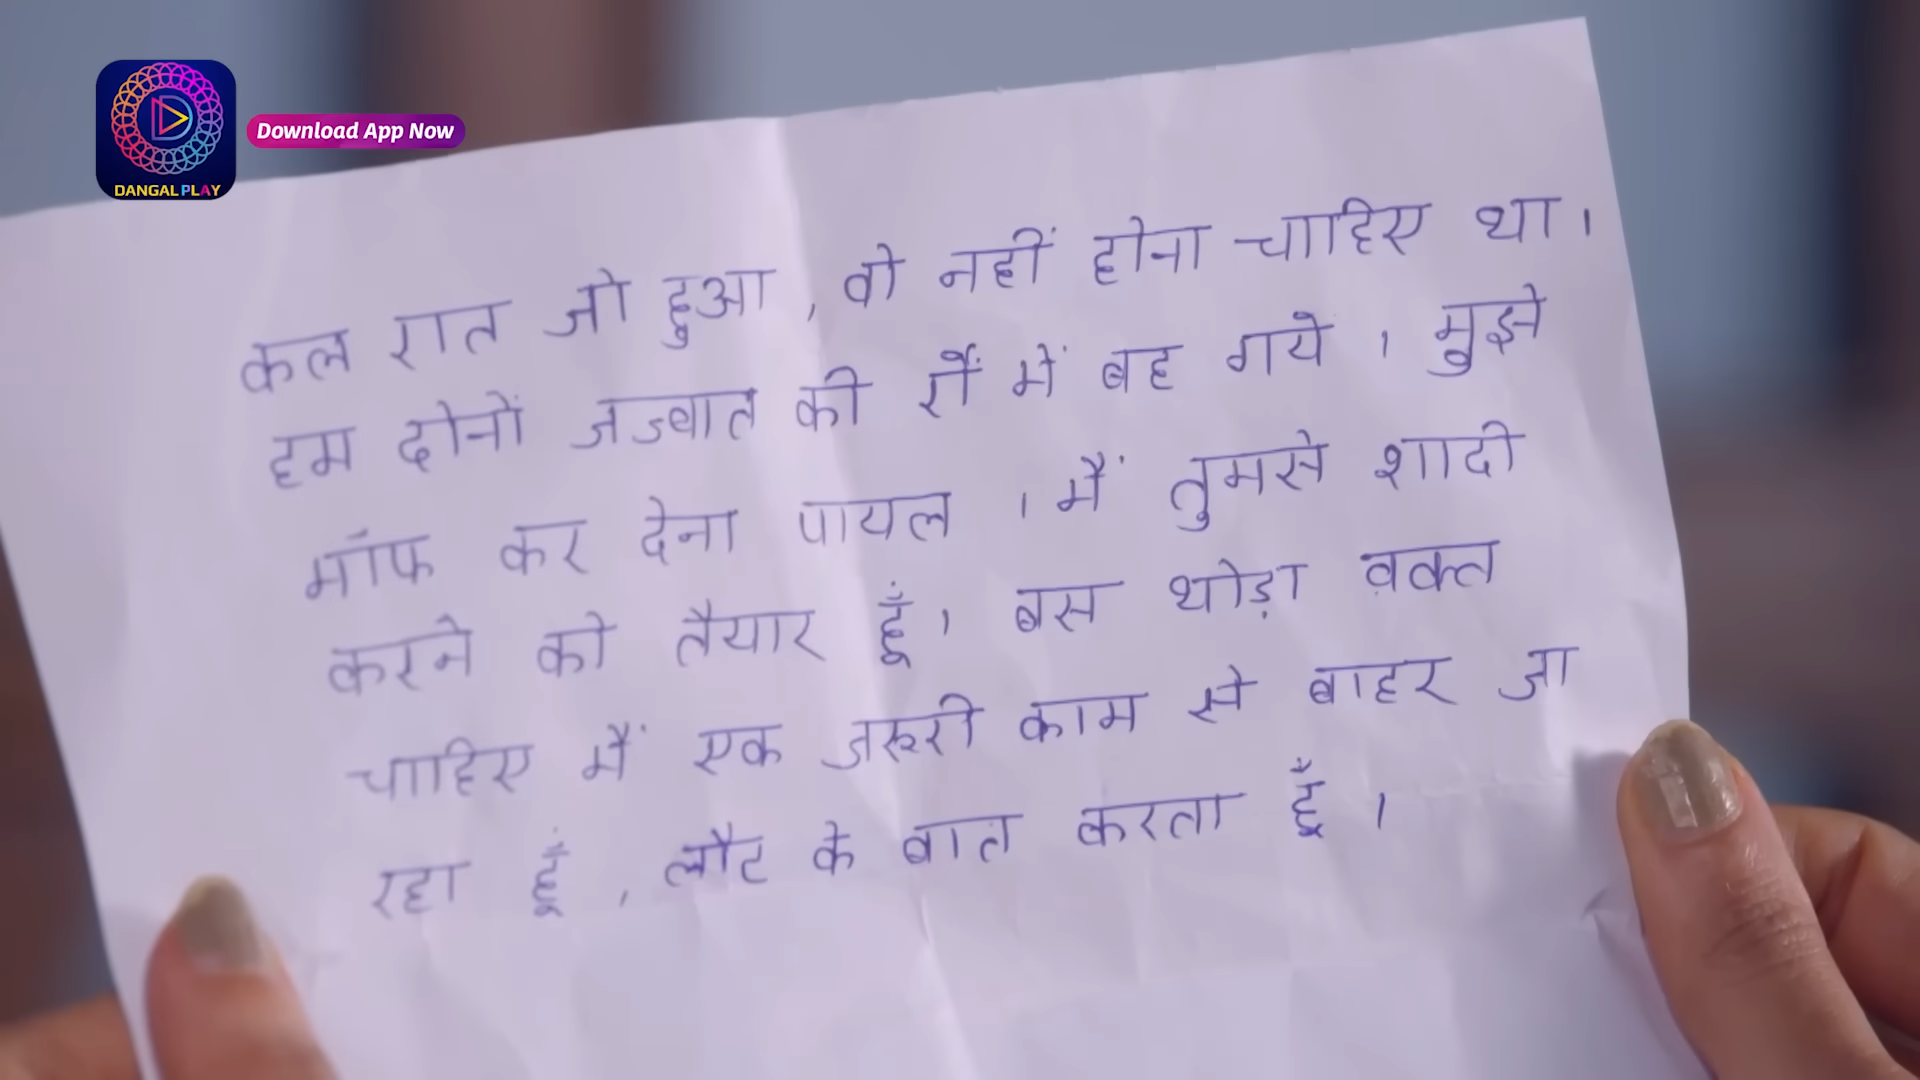 DANGAL PLAY
Download App Now
कल रात जो हुआ, वो नहीं होना चाहिए था।
हम दोनों जज्बात की रौं में बह गये। मुझे
मॉफ कर देना पायल। मैं तुमसे शादी
करने को तैयार हूँ। बस थोड़ा व़क्त
चाहिए मैं एक जरूरी काम से बाहर जा
रहा हूँ, लौट के बात करता हूँ।